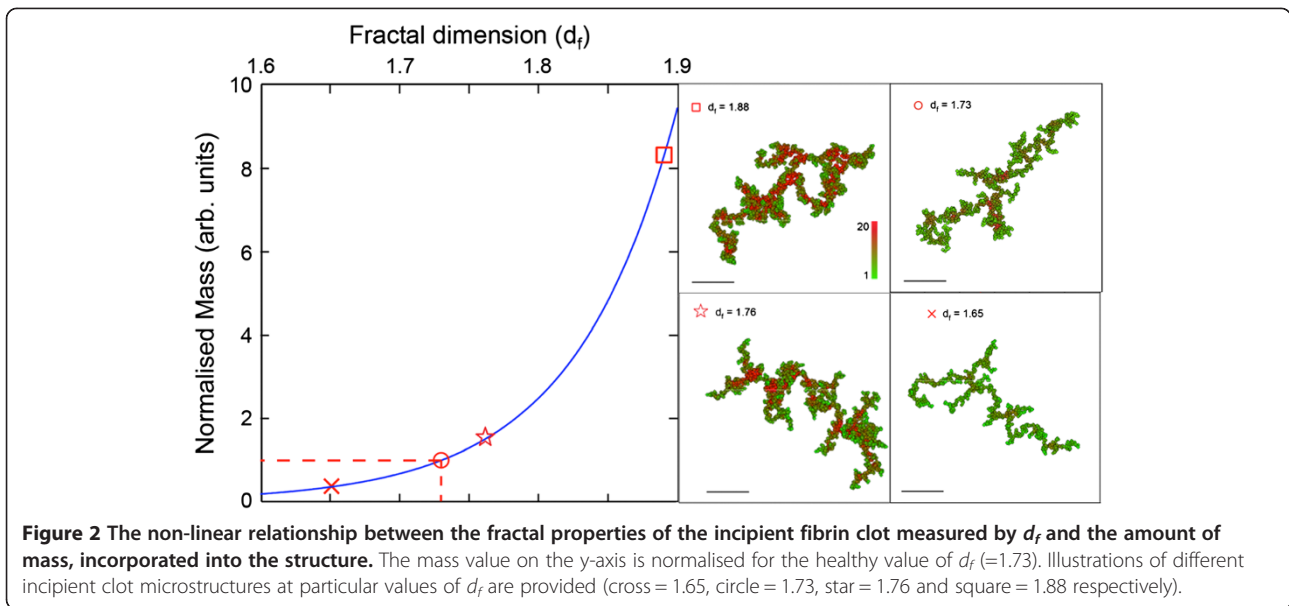 Fractal dimension (df)
1.6 1.7 1.8 1.9
Normalised Mass (arb. units)
10
8
6
4
2
0
df = 1.88
20
1
df = 1.73
df = 1.76
df = 1.65
Figure 2 The non-linear relationship between the fractal properties of the incipient fibrin clot measured by df and the amount of
mass, incorporated into the structure. The mass value on the y-axis is normalised for the healthy value of df (=1.73). Illustrations of different
incipient clot microstructures at particular values of df are provided (cross = 1.65, circle = 1.73, star = 1.76 and square = 1.88 respectively).